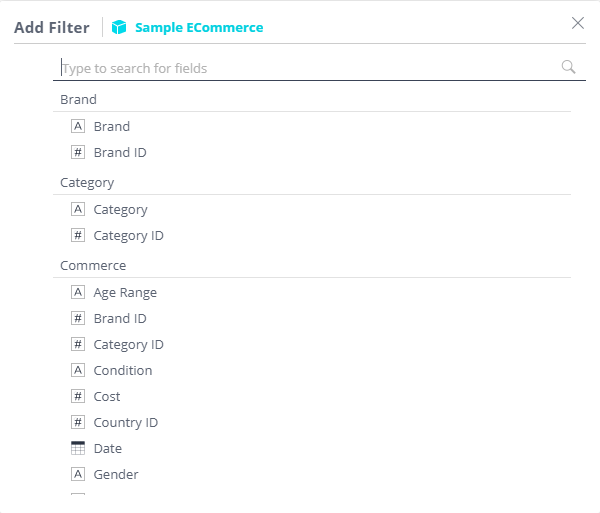 Add Filter Sample ECommerce
Type to search for fields
Brand
A Brand
# Brand ID
Category
A Category
# Category ID
Commerce
A Age Range
# Brand ID
# Category ID
A Condition
# Cost
# Country ID
Date
A Gender